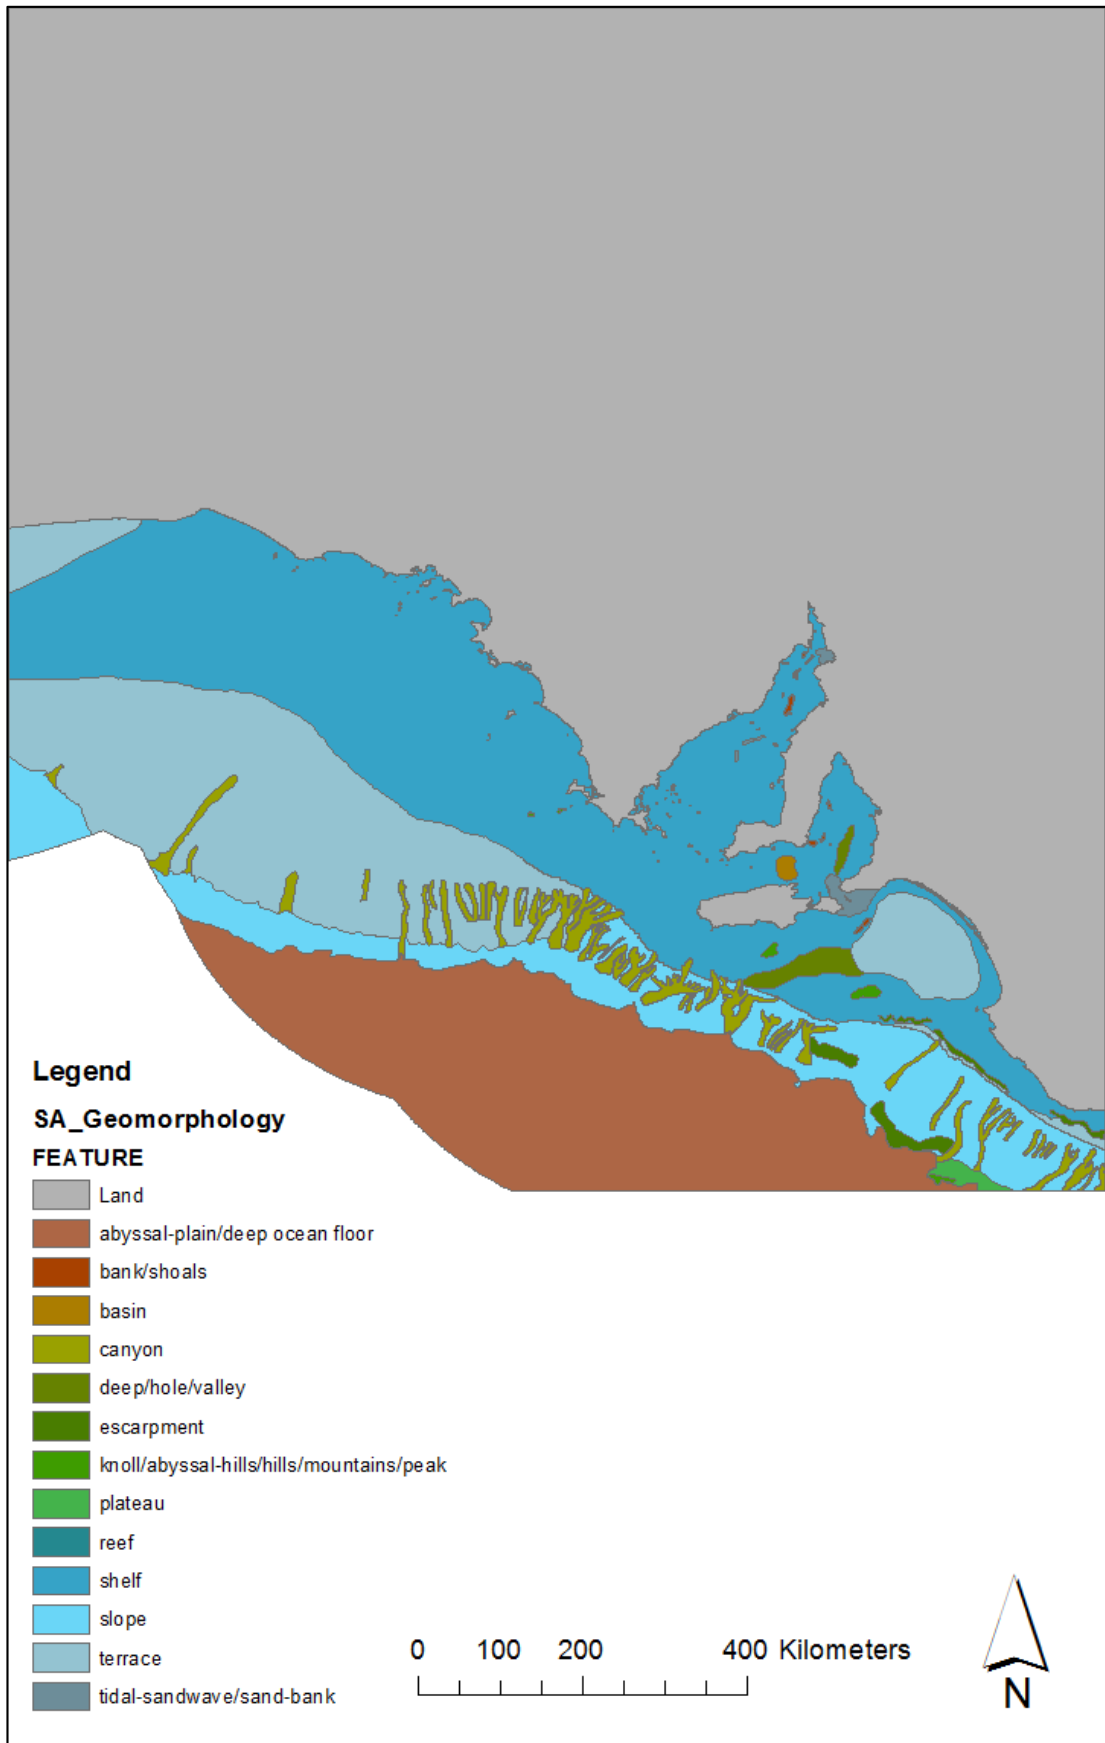 Legend
SA_Geomorphology
FEATURE
Land
abyssal-plain/deep ocean floor
bank/shoals
basin
canyon
deep/hole/valley
escarpment
knoll/abyssal-hills/hills/mountains/peak
plateau
reef
shelf
slope
terrace
tidal-sandwave/sand-bank
0 100 200 400 Kilometers
N